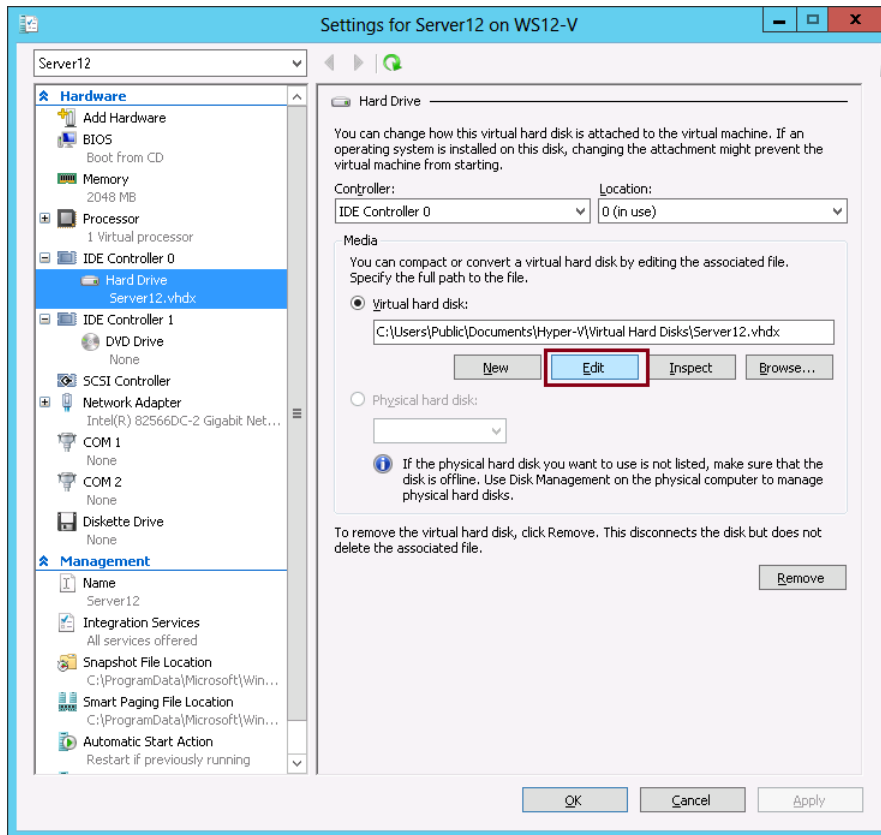 Settings for Server12 on WS12-V
Server12
Hardware
Add Hardware
BIOS
Boot from CD
Memory
2048 MB
Processor
1 Virtual processor
IDE Controller 0
Hard Drive
Server12.vhdx
IDE Controller 1
DVD Drive
None
SCSI Controller
Network Adapter
Intel(R) 82566DC-2 Gigabit Net...
COM 1
None
COM 2
None
Diskette Drive
None
Management
Name
Server12
Integration Services
All services offered
Snapshot File Location
C:\ProgramData\Microsoft\Win...
Smart Paging File Location
C:\ProgramData\Microsoft\Win...
Automatic Start Action
Restart if previously running
Hard Drive
You can change how this virtual hard disk is attached to the virtual machine. If an
operating system is installed on this disk, changing the attachment might prevent the
virtual machine from starting.
Controller: Location:
IDE Controller 0 0 (in use)
Media
You can compact or convert a virtual hard disk by editing the associated file.
Specify the full path to the file.
Virtual hard disk:
C:\Users\Public\Documents\Hyper-V\Virtual Hard Disks\Server12.vhdx
New Edit Inspect Browse...
Physical hard disk:
If the physical hard disk you want to use is not listed, make sure that the
disk is offline. Use Disk Management on the physical computer to manage
physical hard disks.
To remove the virtual hard disk, click Remove. This disconnects the disk but does not
delete the associated file.
Remove
OK Cancel Apply